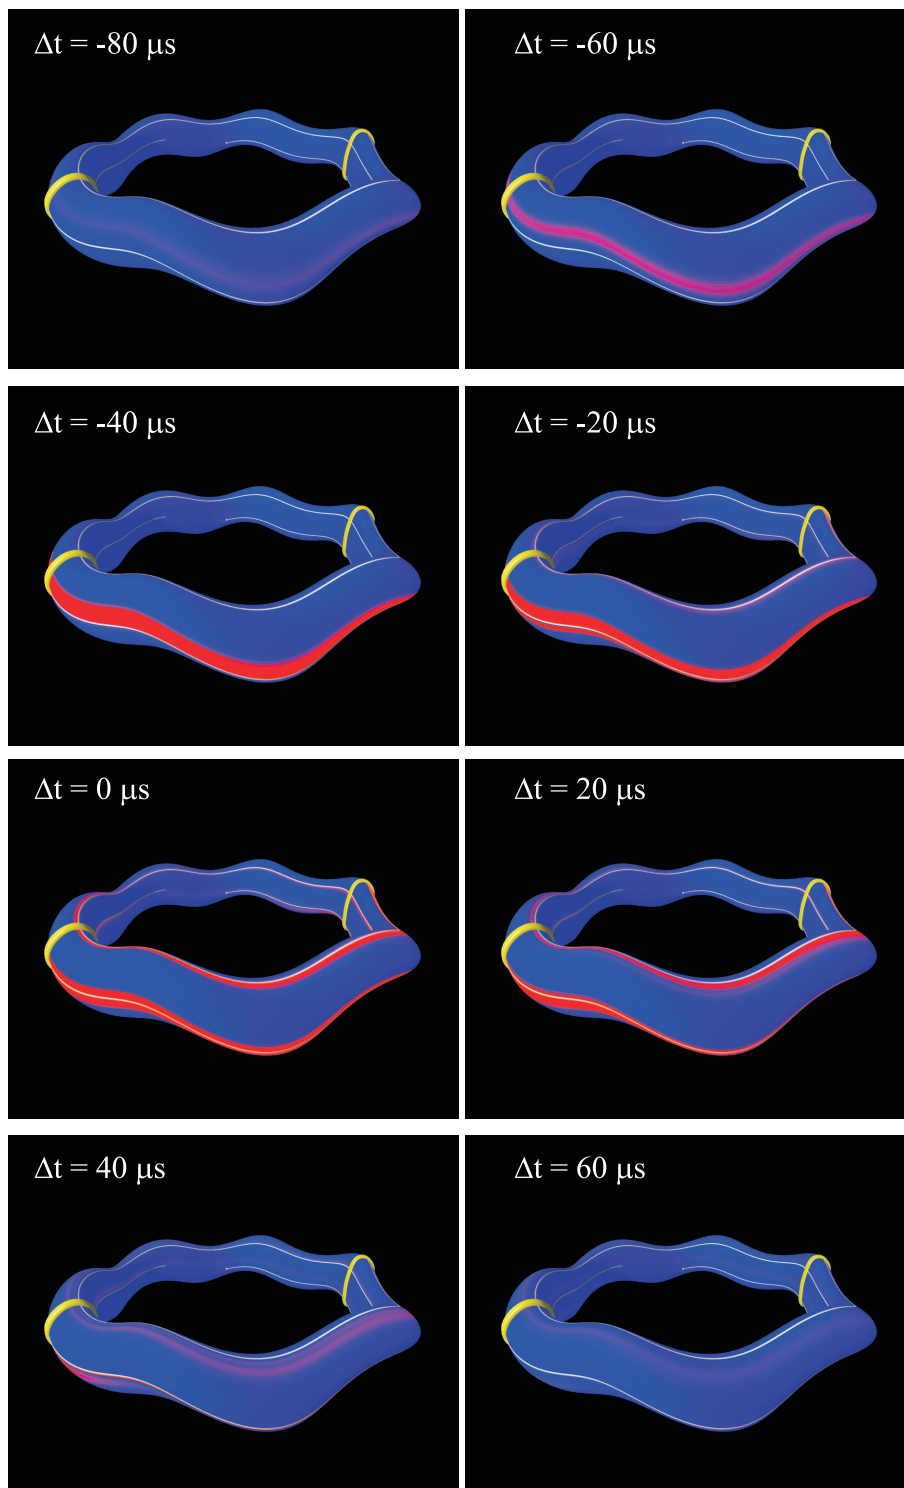 Δt = -80 μs
Δt = -60 μs
Δt = -40 μs
Δt = -20 μs
Δt = 0 μs
Δt = 20 μs
Δt = 40 μs
Δt = 60 μs